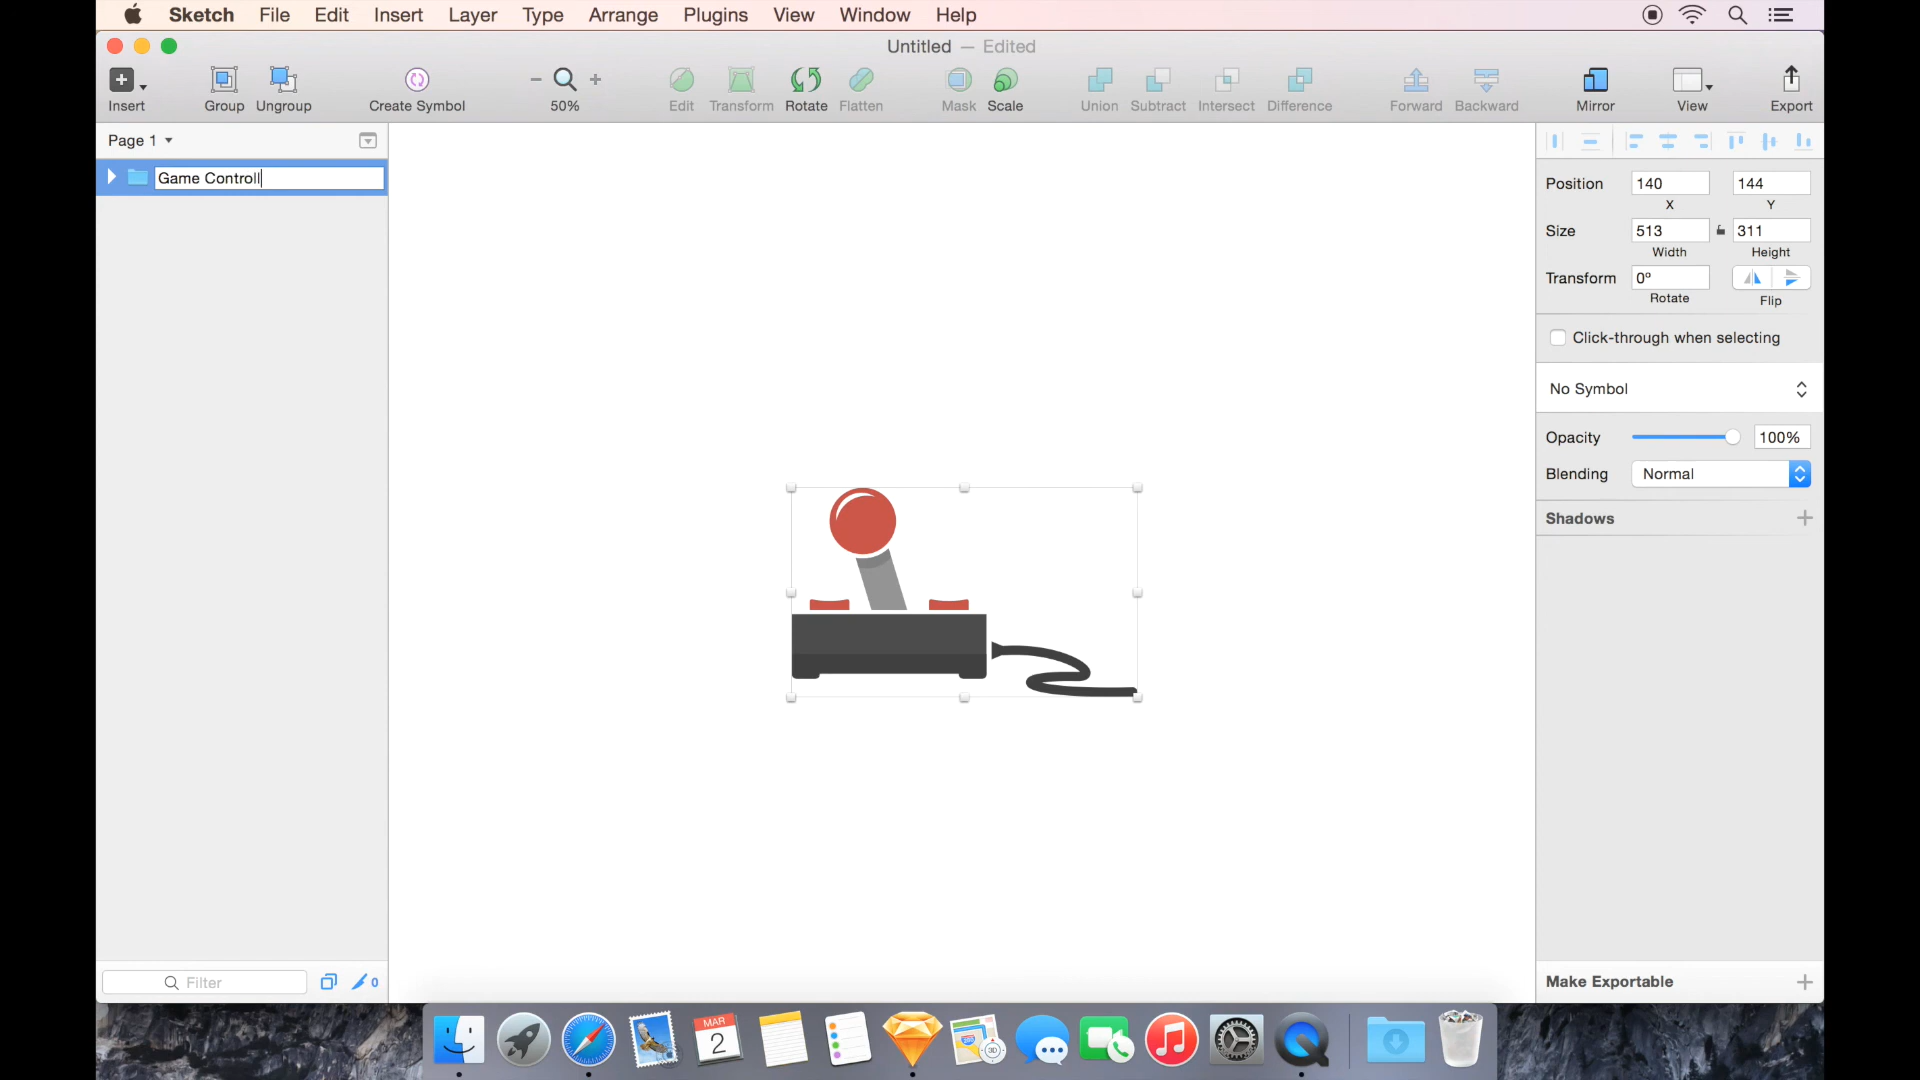 Sketch File Edit Insert Layer Type Arrange Plugins View Window Help
Untitled — Edited
Insert Group Ungroup Create Symbol 50% Edit Transform Rotate Flatten Mask Scale Union Subtract Intersect Difference Forward Backward Mirror View Export
Page 1
Game Controll
Position 140 144
X Y
Size 513 311
Width Height
Transform 0º
Rotate Flip
Click-through when selecting
No Symbol
Opacity 100%
Blending Normal
Shadows
Filter 0
Make Exportable
MAR
2
3D